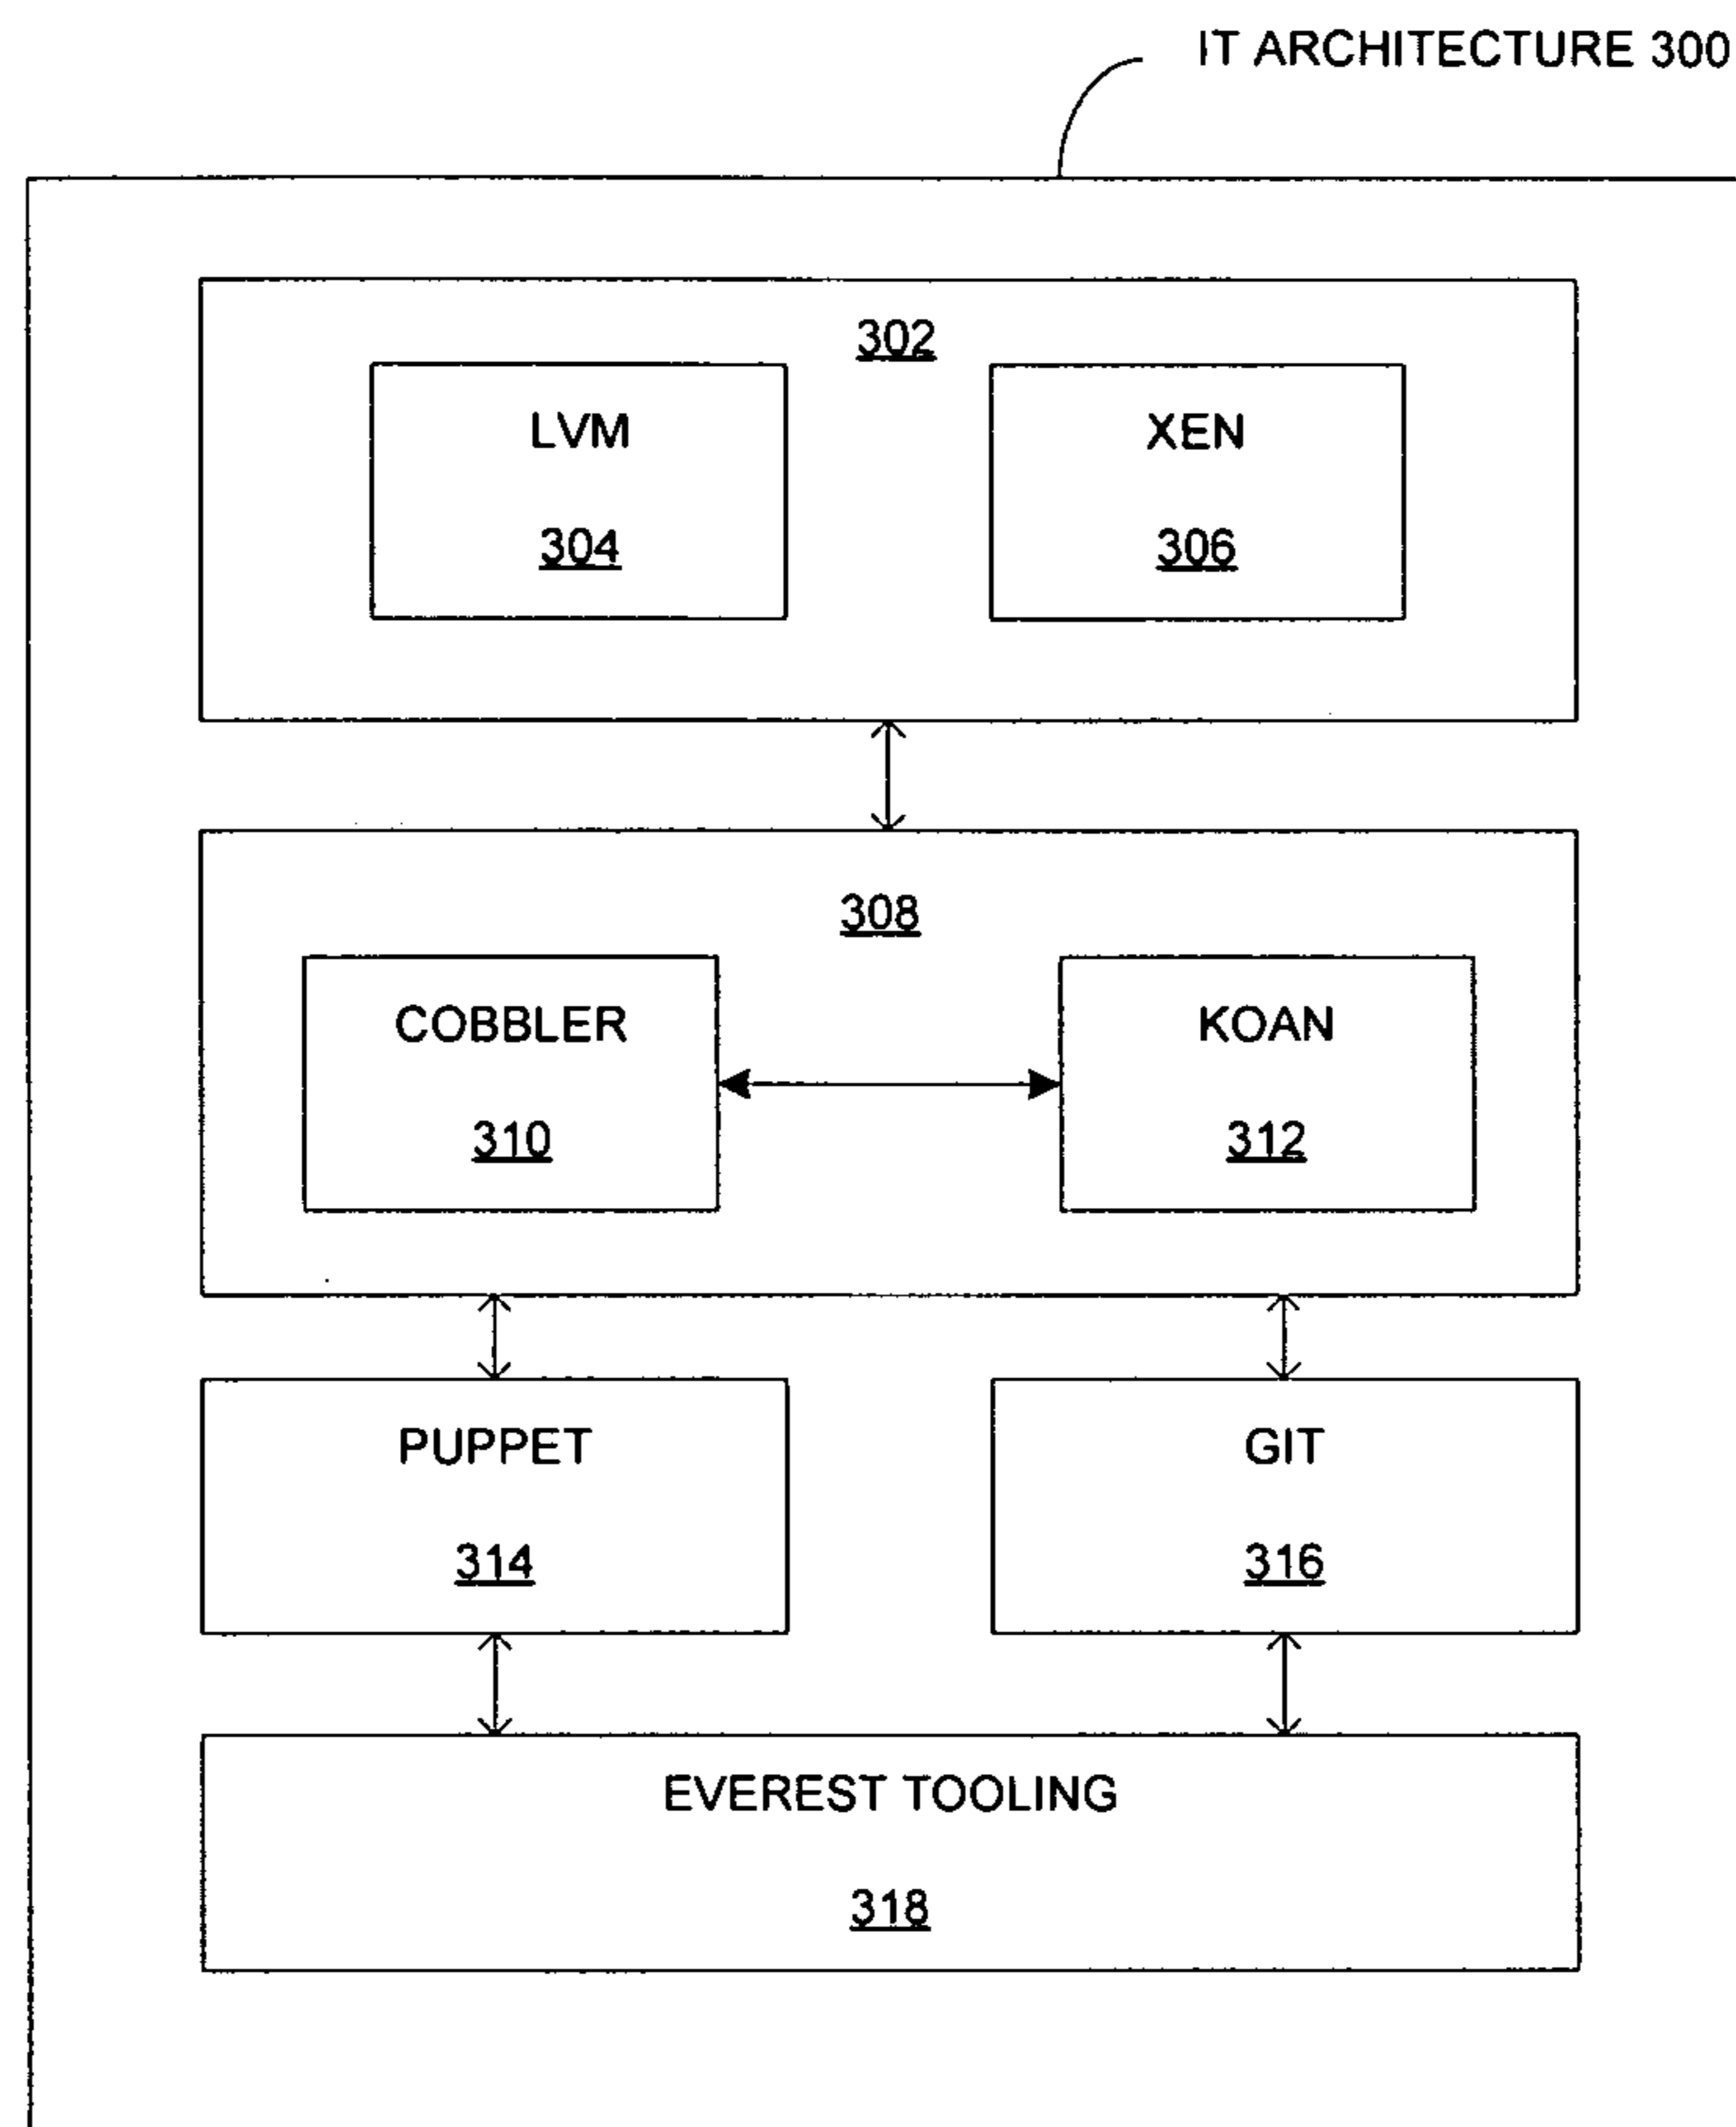 IT ARCHITECTURE 300
302
LVM
304
XEN
306
308
COBBLER
310
KOAN
312
PUPPET
314
GIT
316
EVEREST TOOLING
318